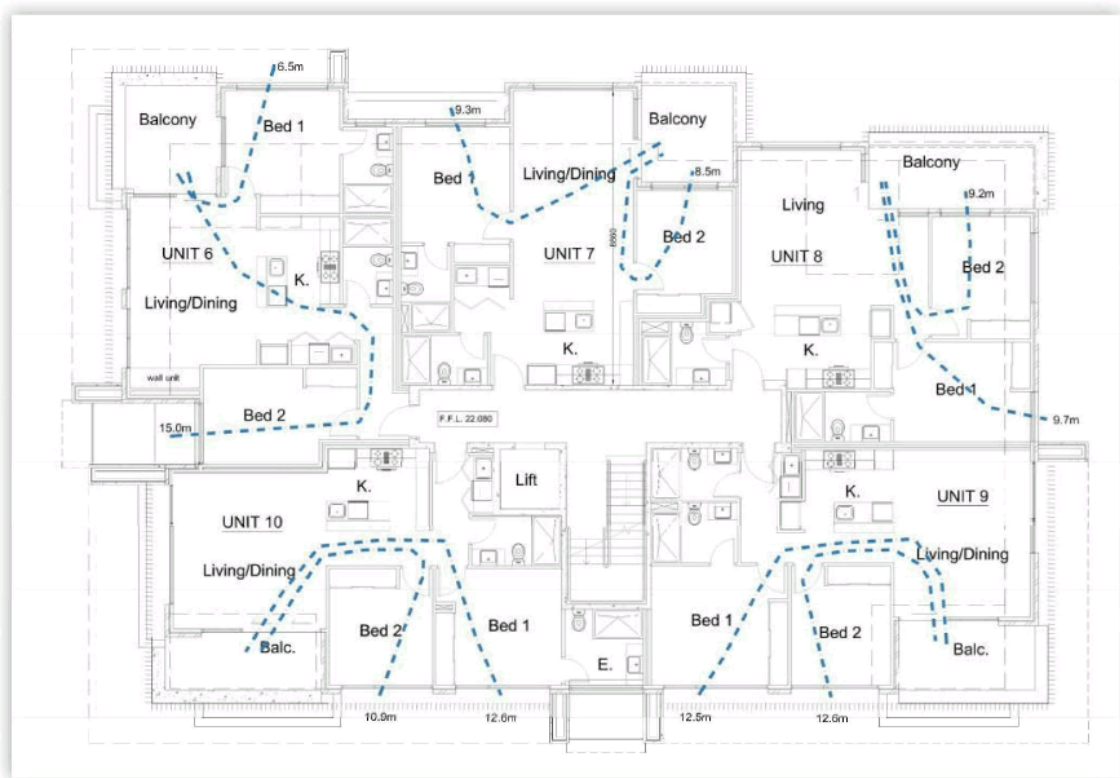 6.5m
9.3m
Balcony
Bed 1
Balcony
8.5m
Balcony
9.2m
Bed 1
Living/Dining
Living
UNIT 6
UNIT 7
6660
Bed 2
UNIT 8
Bed 2
K.
Living/Dining
K.
K.
wall unit
Bed 2
Bed 1
15.0m
F.F.L. 22.080
9.7m
Lift
K.
K.
UNIT 9
UNIT 10
Living/Dining
Living/Dining
Bed 2
Bed 1
Bed 1
Bed 2
Balc.
E.
Balc.
10.9m
12.6m
12.5m
12.6m